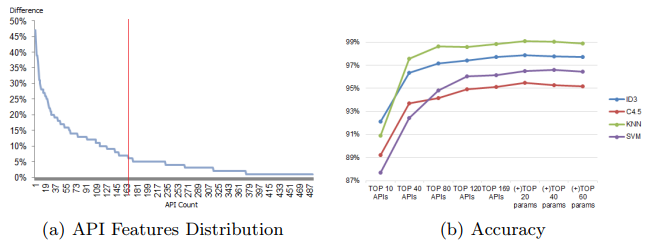 Difference
50%
45%
40%
35%
30%
25%
20%
15%
10%
5%
0%
1 19 37 55 73 91 109 127 145 163 181 199 217 235 253 271 289 307 325 343 361 379 397 415 433 451 469 487
API Count
(a) API Features Distribution
99%
97%
95%
93%
91%
89%
87%
TOP 10 APIs
TOP 40 APIs
TOP 80 APIs
TOP 120 APIs
TOP 169 APIs
(+)TOP 20 params
(+)TOP 40 params
(+)TOP 60 params
ID3
C4.5
KNN
SVM
(b) Accuracy